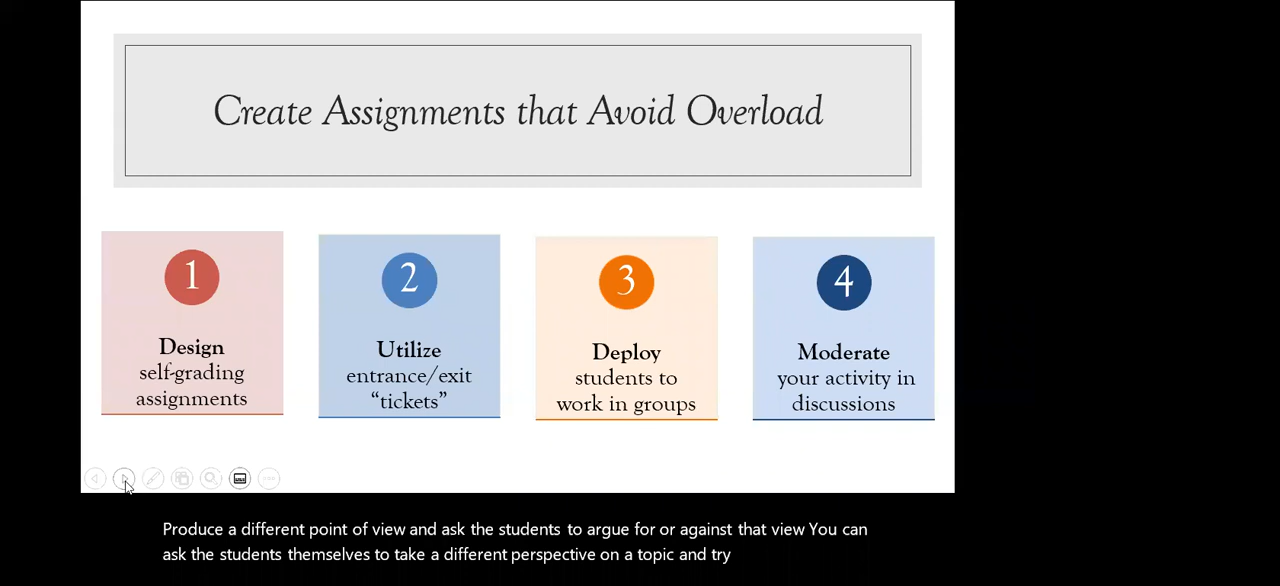 Create Assignments that Avoid Overload
1
Design
self-grading
assignments
2
Utilize
entrance/exit
“tickets”
3
Deploy
students to
work in groups
4
Moderate
your activity in
discussions
Produce a different point of view and ask the students to argue for or against that view You can
ask the students themselves to take a different perspective on a topic and try